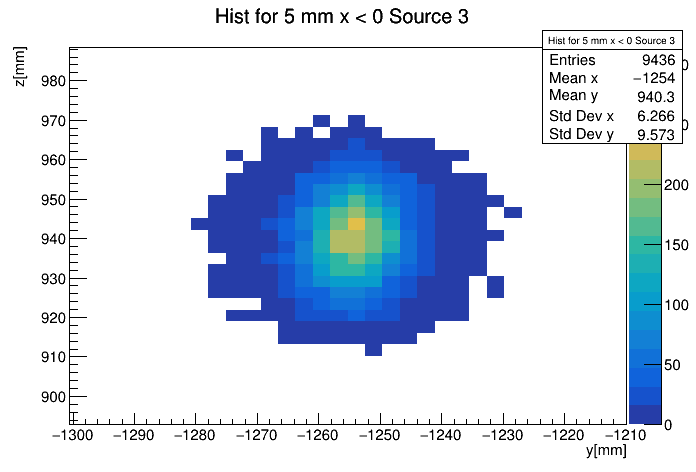 Hist for 5 mm x < 0 Source 3
z[mm]
Hist for 5 mm x < 0 Source 3
Entries 9436
Mean x −1254
Mean y 940.3
Std Dev x 6.266
Std Dev y 9.573
980
970
960
950
940
930
920
910
900
−1300 −1290 −1280 −1270 −1260 −1250 −1240 −1230 −1220 −1210
y[mm]
0
0
200
150
100
50
0